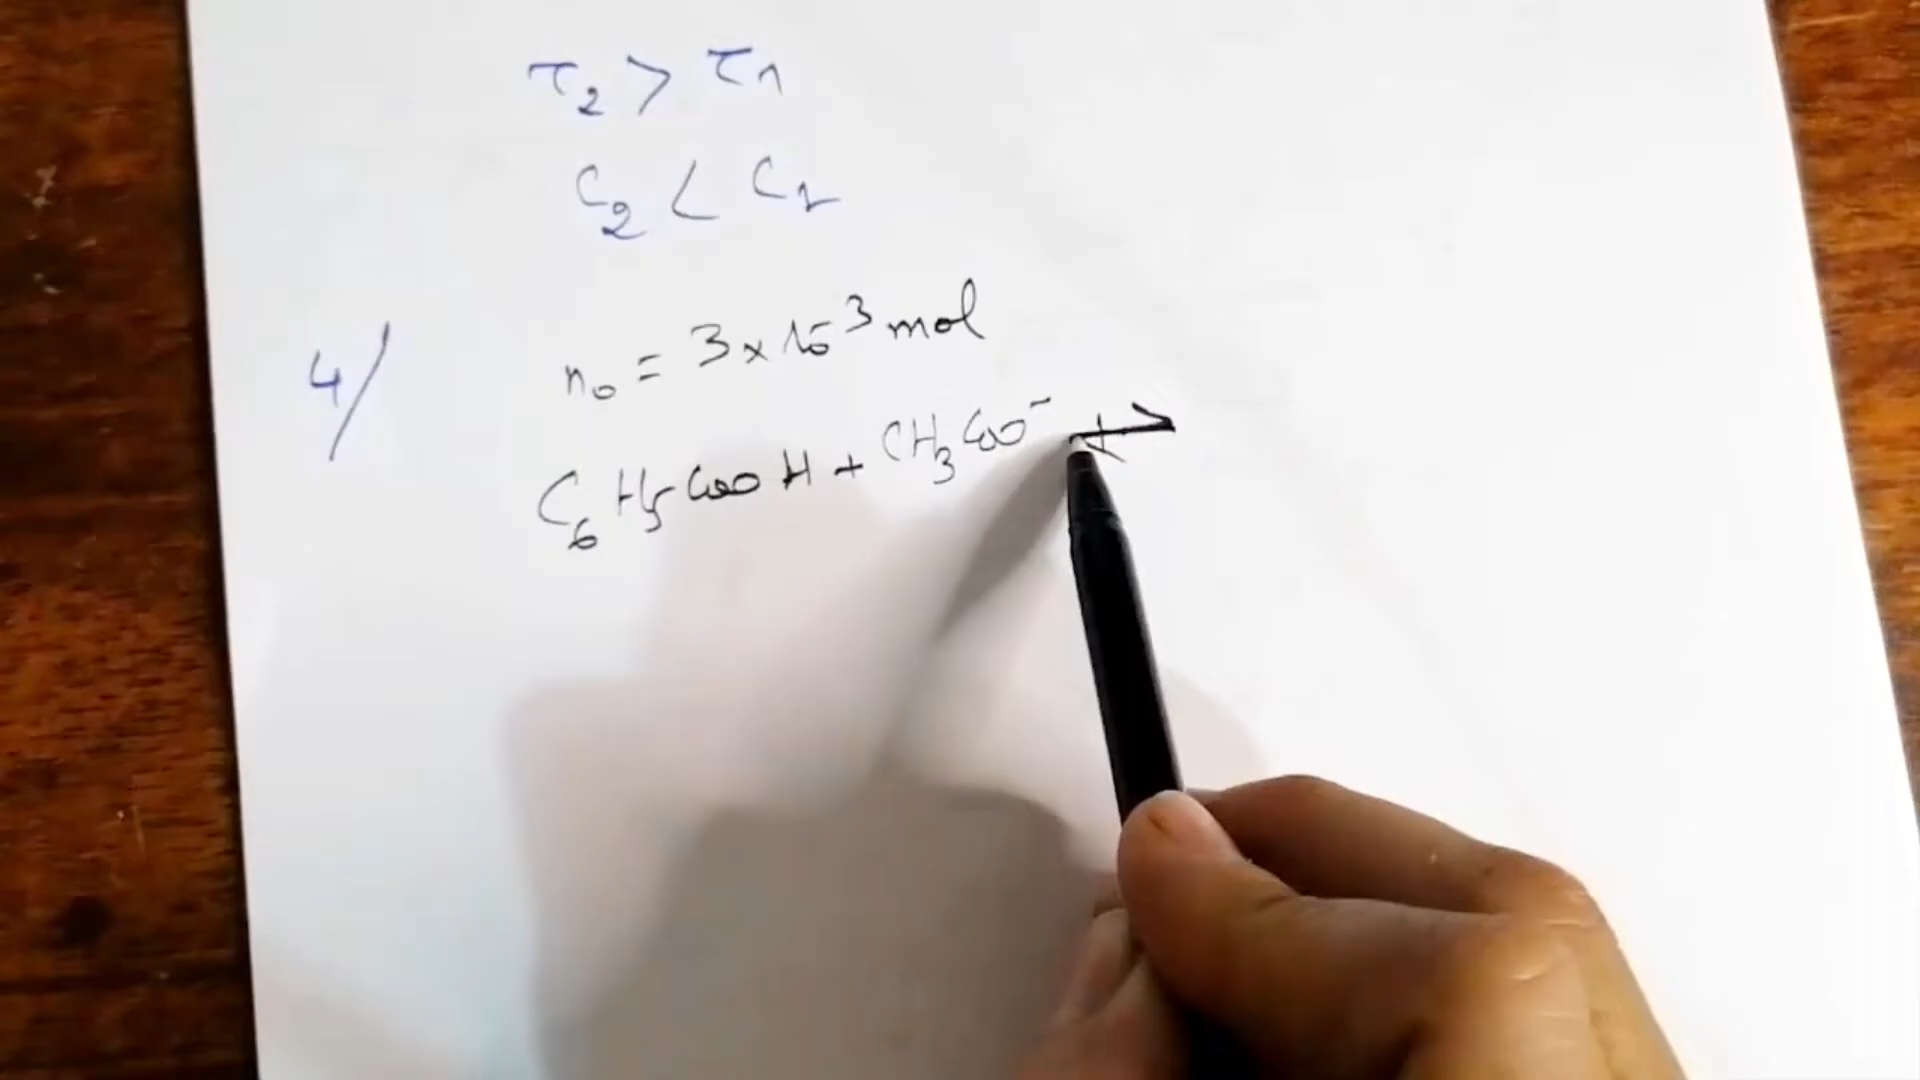 τ₂ > τ₁
C₂ < C₁
4/ n₀ = 3 × 10⁻³ mol
C₆H₅COOH + CH₃COO⁻ ⇌